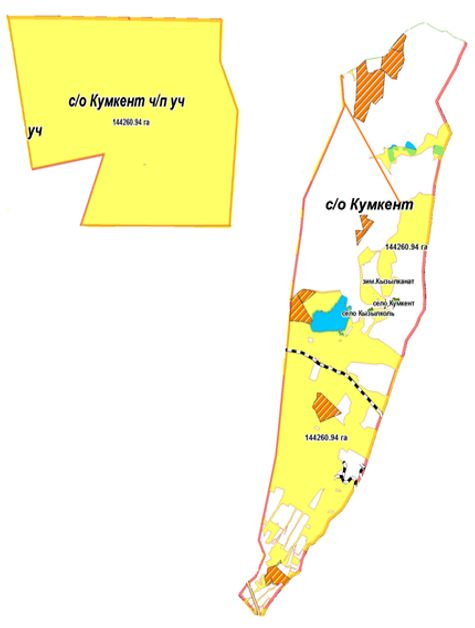 с/о Кумкент ч/п уч
144260.94 га
уч
с/о Кумкент
144260.94 га
зим.Кызылканат
село Кумкент
село Кызылколь
144260.94 га